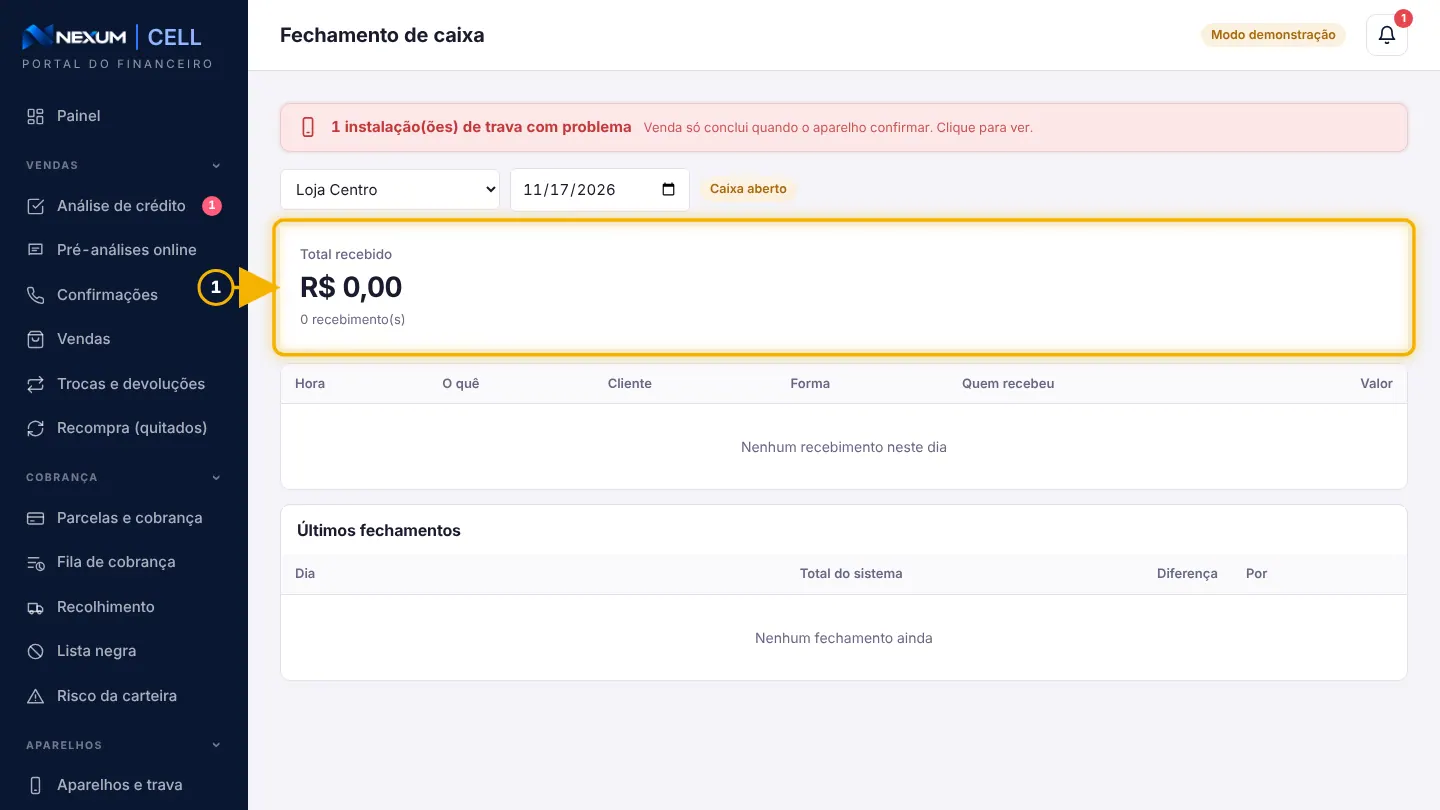 NEXUM | CELL
PORTAL DO FINANCEIRO
Painel
VENDAS
Análise de crédito 1
Pré-análises online
Confirmações
Vendas
Trocas e devoluções
Recompra (quitados)
COBRANÇA
Parcelas e cobrança
Fila de cobrança
Recolhimento
Lista negra
Risco da carteira
APARELHOS
Aparelhos e trava
Fechamento de caixa
Modo demonstração
1
1 instalação(ões) de trava com problema Venda só conclui quando o aparelho confirmar. Clique para ver.
Loja Centro 11/17/2026 Caixa aberto
1
Total recebido
R$ 0,00
0 recebimento(s)
Hora O quê Cliente Forma Quem recebeu Valor
Nenhum recebimento neste dia
Últimos fechamentos
Dia Total do sistema Diferença Por
Nenhum fechamento ainda